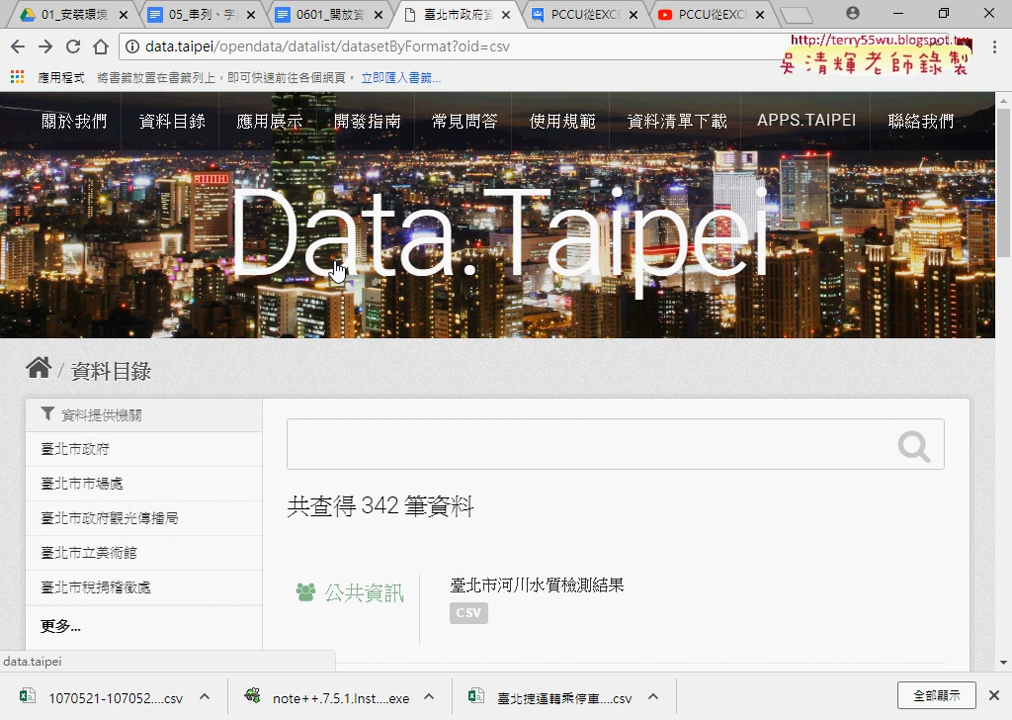 01_安裝環境
05_串列、字
0601_開放資
臺北市政府資
PCCU從EXCE
PCCU從EXCE
data.taipei/opendata/datalist/datasetByFormat?oid=csv
http://terry55wu.blogspot.tw
吳清輝老師錄製
應用程式
將書籤放置在書籤列上，即可快速前往各個網頁。
立即匯入書籤...
關於我們
資料目錄
應用展示
開發指南
常見問答
使用規範
資料清單下載
APPS.TAIPEI
聯絡我們
Data.Taipei
/ 資料目錄
資料提供機關
臺北市政府
臺北市市場處
臺北市政府觀光傳播局
臺北市立美術館
臺北市稅捐稽徵處
更多...
共查得 342 筆資料
公共資訊
臺北市河川水質檢測結果
CSV
data.taipei
1070521-107052....csv
note++.7.5.1.Inst....exe
臺北捷運轉乘停車....csv
全部顯示